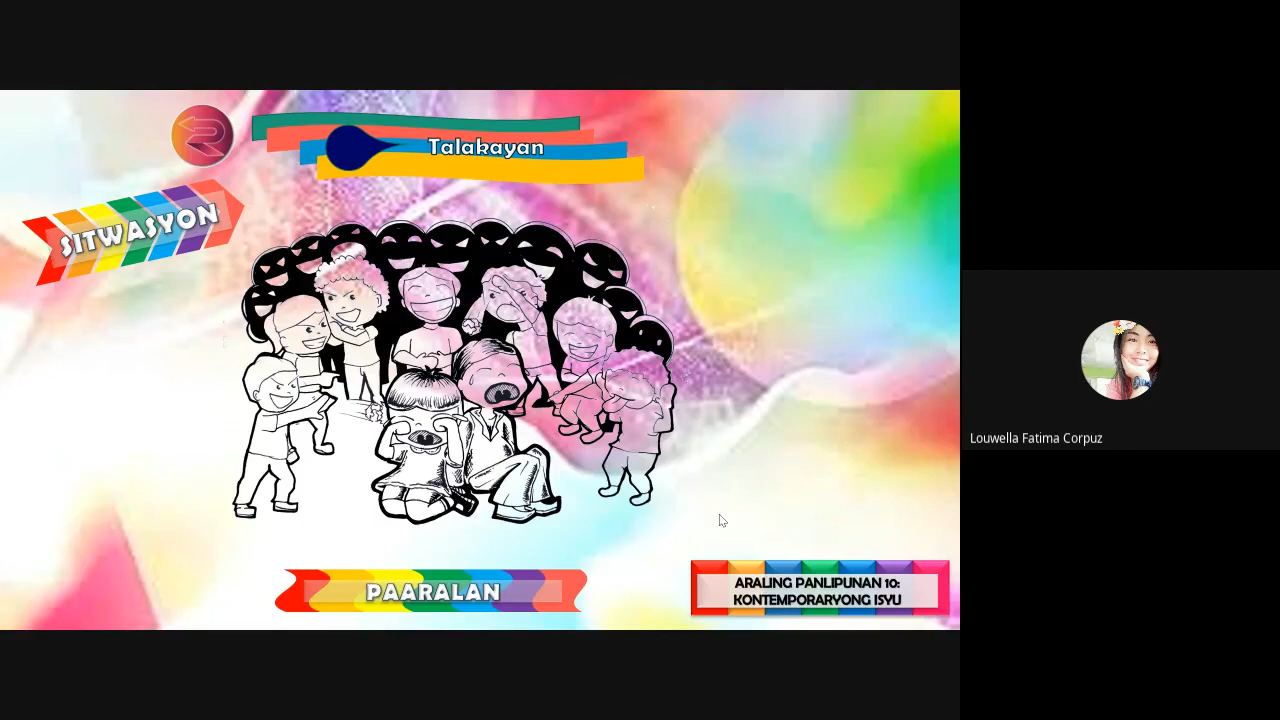 Talakayan
SITWASYON
PAARALAN
ARALING PANLIPUNAN 10:
KONTEMPORARYONG ISYU
Louwella Fatima Corpuz